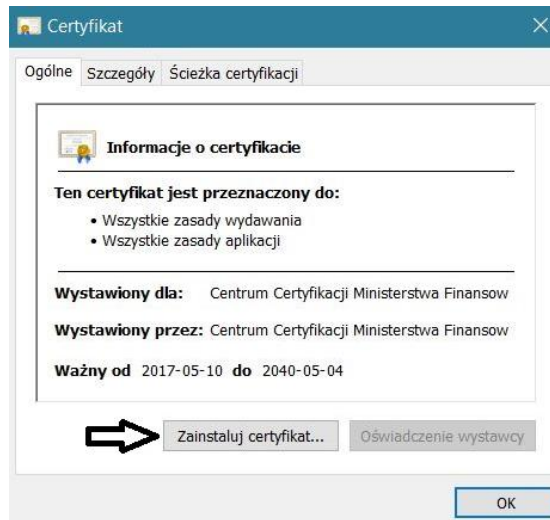 Certyfikat
Ogólne Szczegóły Ścieżka certyfikacji
Informacje o certyfikacie
Ten certyfikat jest przeznaczony do:
• Wszystkie zasady wydawania
• Wszystkie zasady aplikacji
Wystawiony dla: Centrum Certyfikacji Ministerstwa Finansow
Wystawiony przez: Centrum Certyfikacji Ministerstwa Finansow
Ważny od 2017-05-10 do 2040-05-04
Zainstaluj certyfikat... Oświadczenie wystawcy
OK